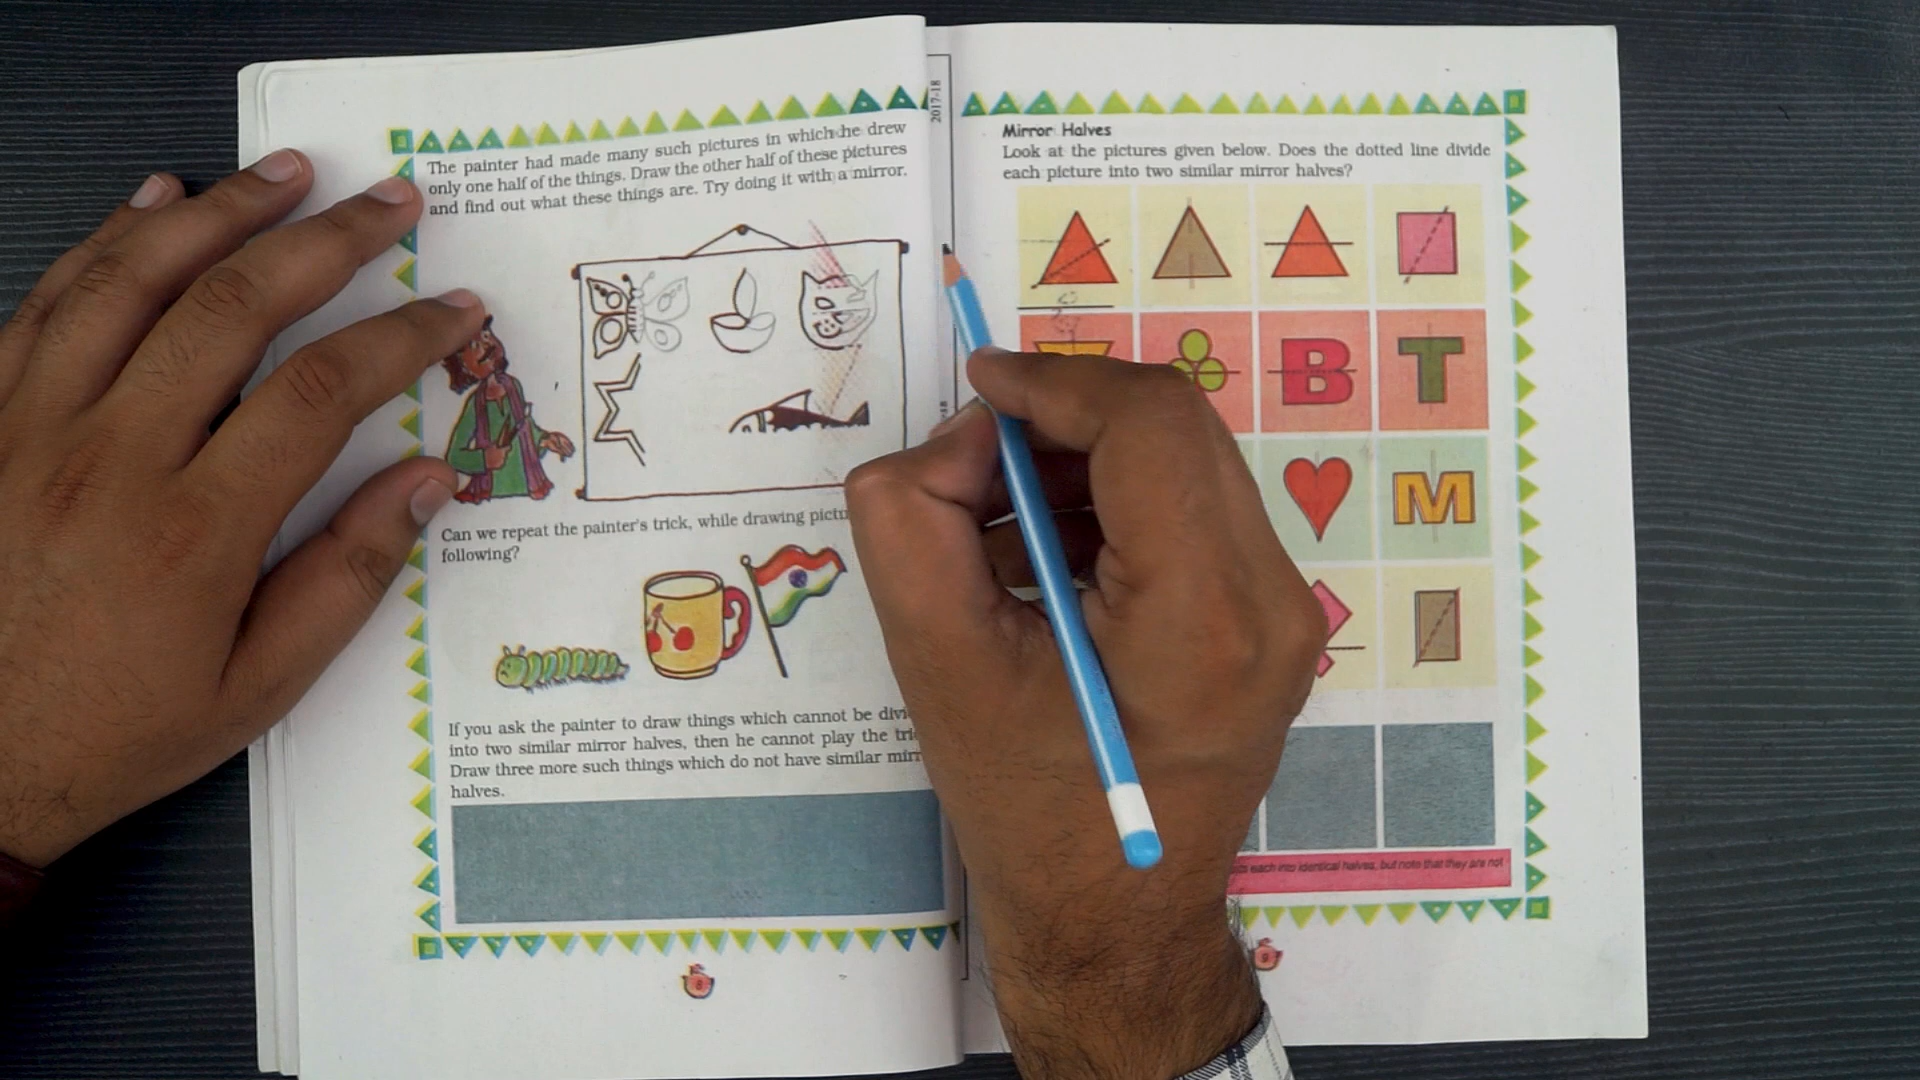 The painter had made many such pictures in which he drew
only one half of the things. Draw the other half of these pictures
and find out what these things are. Try doing it with a mirror.
Can we repeat the painter's trick, while drawing
following?
If you ask the painter to draw things which cannot be
into two similar mirror halves, then he cannot play the
Draw three more such things which do not have similar
halves.
8
2017-18
Mirror Halves
Look at the pictures given below. Does the dotted line divide
each picture into two similar mirror halves?
B T
M
each into identical halves, but note that they are not
9